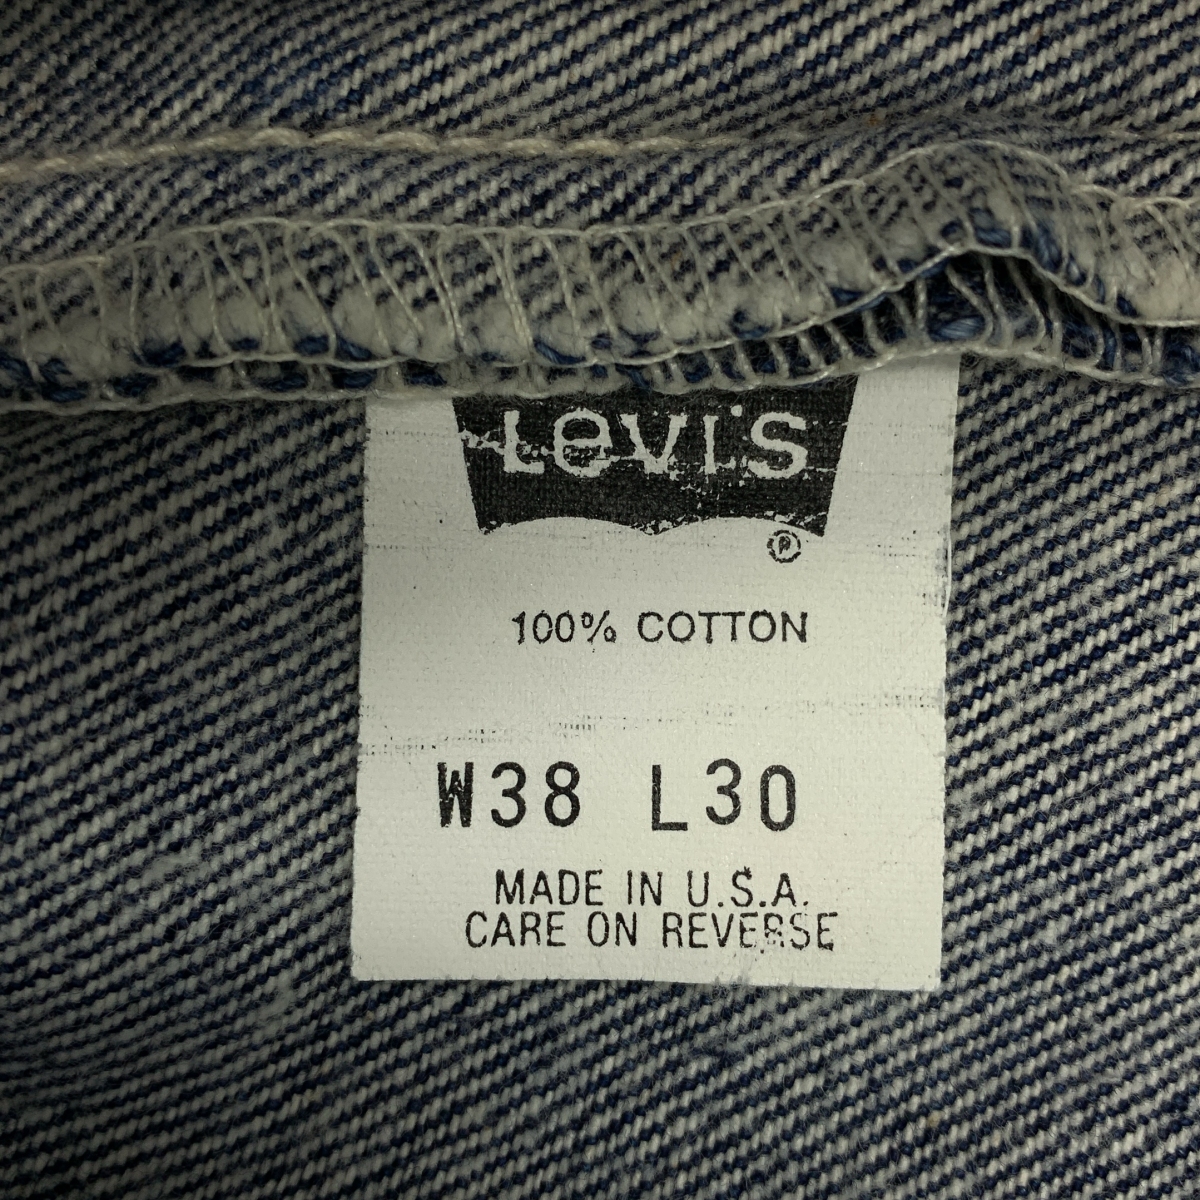 Levi's
®
100% COTTON
W38 L30
MADE IN U.S.A.
CARE ON REVERSE